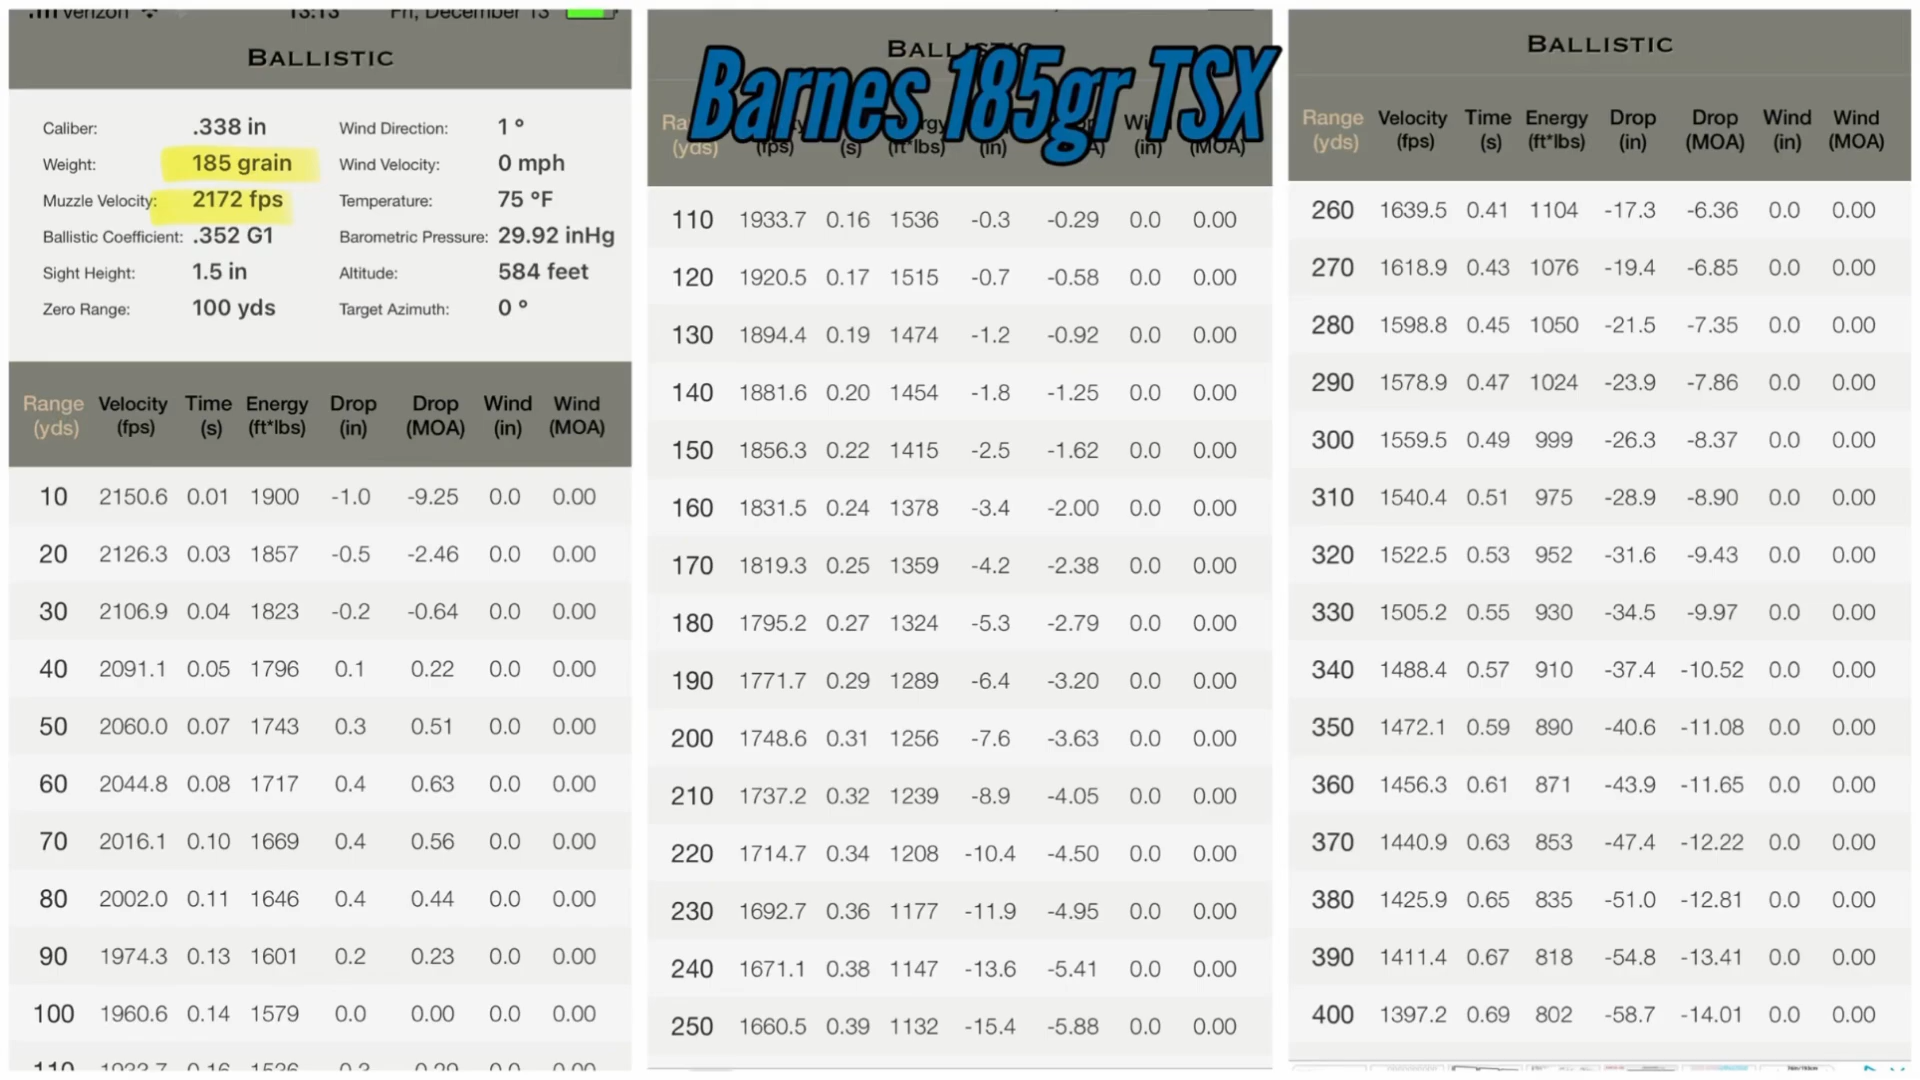 verizon 13:13 Fri, December 13
BALLISTIC
Caliber: .338 in Wind Direction: 1 °
Weight: 185 grain Wind Velocity: 0 mph
Muzzle Velocity: 2172 fps Temperature: 75 °F
Ballistic Coefficient: .352 G1 Barometric Pressure: 29.92 inHg
Sight Height: 1.5 in Altitude: 584 feet
Zero Range: 100 yds Target Azimuth: 0 °
Range Velocity Time Energy Drop Drop Wind Wind
(yds) (fps) (s) (ft*lbs) (in) (MOA) (in) (MOA)
10 2150.6 0.01 1900 -1.0 -9.25 0.0 0.00
20 2126.3 0.03 1857 -0.5 -2.46 0.0 0.00
30 2106.9 0.04 1823 -0.2 -0.64 0.0 0.00
40 2091.1 0.05 1796 0.1 0.22 0.0 0.00
50 2060.0 0.07 1743 0.3 0.51 0.0 0.00
60 2044.8 0.08 1717 0.4 0.63 0.0 0.00
70 2016.1 0.10 1669 0.4 0.56 0.0 0.00
80 2002.0 0.11 1646 0.4 0.44 0.0 0.00
90 1974.3 0.13 1601 0.2 0.23 0.0 0.00
100 1960.6 0.14 1579 0.0 0.00 0.0 0.00
BALLISTIC
Barnes 185gr TSX
(yds) (fps) (s) (ft*lbs) (in) (in) (MOA)
110 1933.7 0.16 1536 -0.3 -0.29 0.0 0.00
120 1920.5 0.17 1515 -0.7 -0.58 0.0 0.00
130 1894.4 0.19 1474 -1.2 -0.92 0.0 0.00
140 1881.6 0.20 1454 -1.8 -1.25 0.0 0.00
150 1856.3 0.22 1415 -2.5 -1.62 0.0 0.00
160 1831.5 0.24 1378 -3.4 -2.00 0.0 0.00
170 1819.3 0.25 1359 -4.2 -2.38 0.0 0.00
180 1795.2 0.27 1324 -5.3 -2.79 0.0 0.00
190 1771.7 0.29 1289 -6.4 -3.20 0.0 0.00
200 1748.6 0.31 1256 -7.6 -3.63 0.0 0.00
210 1737.2 0.32 1239 -8.9 -4.05 0.0 0.00
220 1714.7 0.34 1208 -10.4 -4.50 0.0 0.00
230 1692.7 0.36 1177 -11.9 -4.95 0.0 0.00
240 1671.1 0.38 1147 -13.6 -5.41 0.0 0.00
250 1660.5 0.39 1132 -15.4 -5.88 0.0 0.00
BALLISTIC
Range Velocity Time Energy Drop Drop Wind Wind
(yds) (fps) (s) (ft*lbs) (in) (MOA) (in) (MOA)
260 1639.5 0.41 1104 -17.3 -6.36 0.0 0.00
270 1618.9 0.43 1076 -19.4 -6.85 0.0 0.00
280 1598.8 0.45 1050 -21.5 -7.35 0.0 0.00
290 1578.9 0.47 1024 -23.9 -7.86 0.0 0.00
300 1559.5 0.49 999 -26.3 -8.37 0.0 0.00
310 1540.4 0.51 975 -28.9 -8.90 0.0 0.00
320 1522.5 0.53 952 -31.6 -9.43 0.0 0.00
330 1505.2 0.55 930 -34.5 -9.97 0.0 0.00
340 1488.4 0.57 910 -37.4 -10.52 0.0 0.00
350 1472.1 0.59 890 -40.6 -11.08 0.0 0.00
360 1456.3 0.61 871 -43.9 -11.65 0.0 0.00
370 1440.9 0.63 853 -47.4 -12.22 0.0 0.00
380 1425.9 0.65 835 -51.0 -12.81 0.0 0.00
390 1411.4 0.67 818 -54.8 -13.41 0.0 0.00
400 1397.2 0.69 802 -58.7 -14.01 0.0 0.00